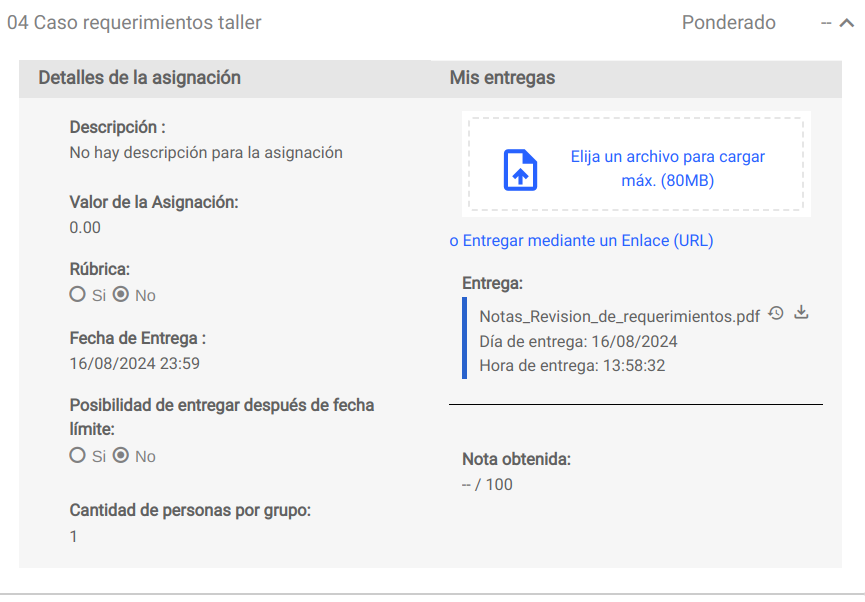 04 Caso requerimientos taller
Ponderado
--
Detalles de la asignación
Descripción :
No hay descripción para la asignación
Valor de la Asignación:
0.00
Rúbrica:
Si No
Fecha de Entrega :
16/08/2024 23:59
Posibilidad de entregar después de fecha
límite:
Si No
Cantidad de personas por grupo:
1
Mis entregas
Elija un archivo para cargar
máx. (80MB)
o Entregar mediante un Enlace (URL)
Entrega:
Notas_Revision_de_requerimientos.pdf
Día de entrega: 16/08/2024
Hora de entrega: 13:58:32
Nota obtenida:
-- / 100